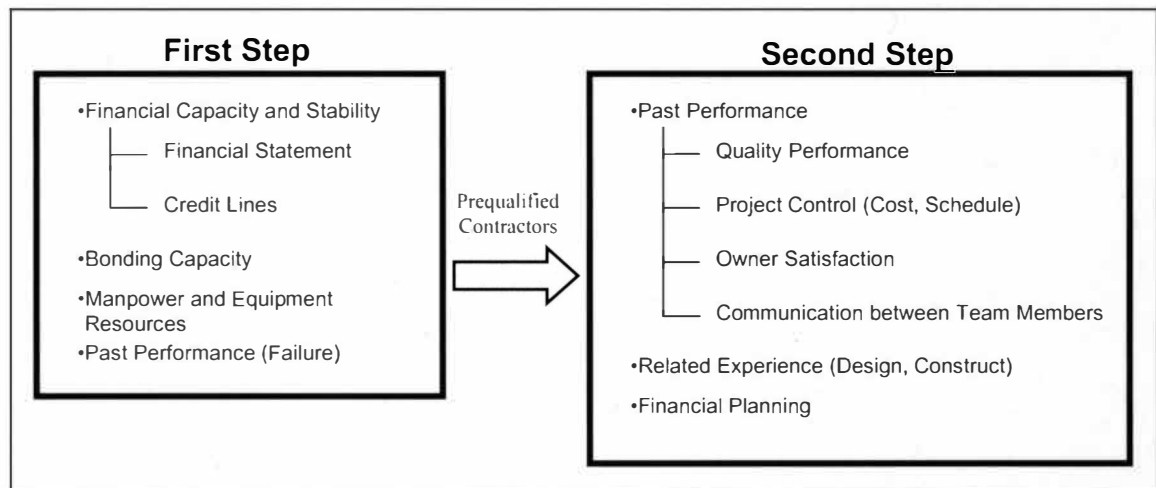 First Step
•Financial Capacity and Stability
Financial Statement
Credit Lines
•Bonding Capacity
•Manpower and Equipment
Resources
•Past Performance (Failure)
Prequalified
Contractors
Second Step
•Past Performance
Quality Performance
Project Control (Cost, Schedule)
Owner Satisfaction
Communication between Team Members
•Related Experience (Design, Construct)
•Financial Planning